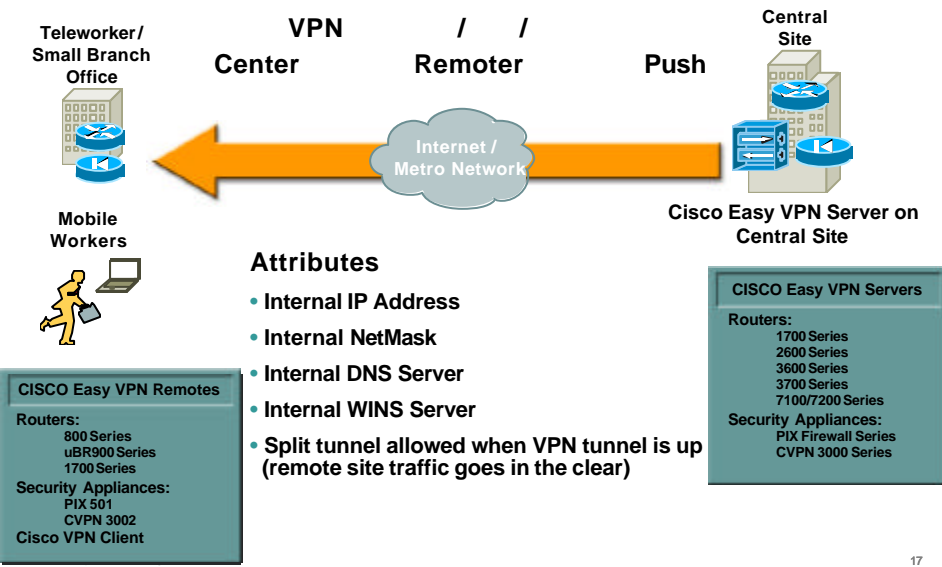 Teleworker/
Small Branch
Office
VPN / /
Center Remoter Push
Central
Site
Internet /
Metro Network
Mobile
Workers
Cisco Easy VPN Server on
Central Site
Attributes
• Internal IP Address
• Internal NetMask
• Internal DNS Server
• Internal WINS Server
• Split tunnel allowed when VPN tunnel is up
(remote site traffic goes in the clear)
CISCO Easy VPN Remotes
Routers:
800 Series
uBR900 Series
1700 Series
Security Appliances:
PIX 501
CVPN 3002
Cisco VPN Client
CISCO Easy VPN Servers
Routers:
1700 Series
2600 Series
3600 Series
3700 Series
7100/7200 Series
Security Appliances:
PIX Firewall Series
CVPN 3000 Series
17